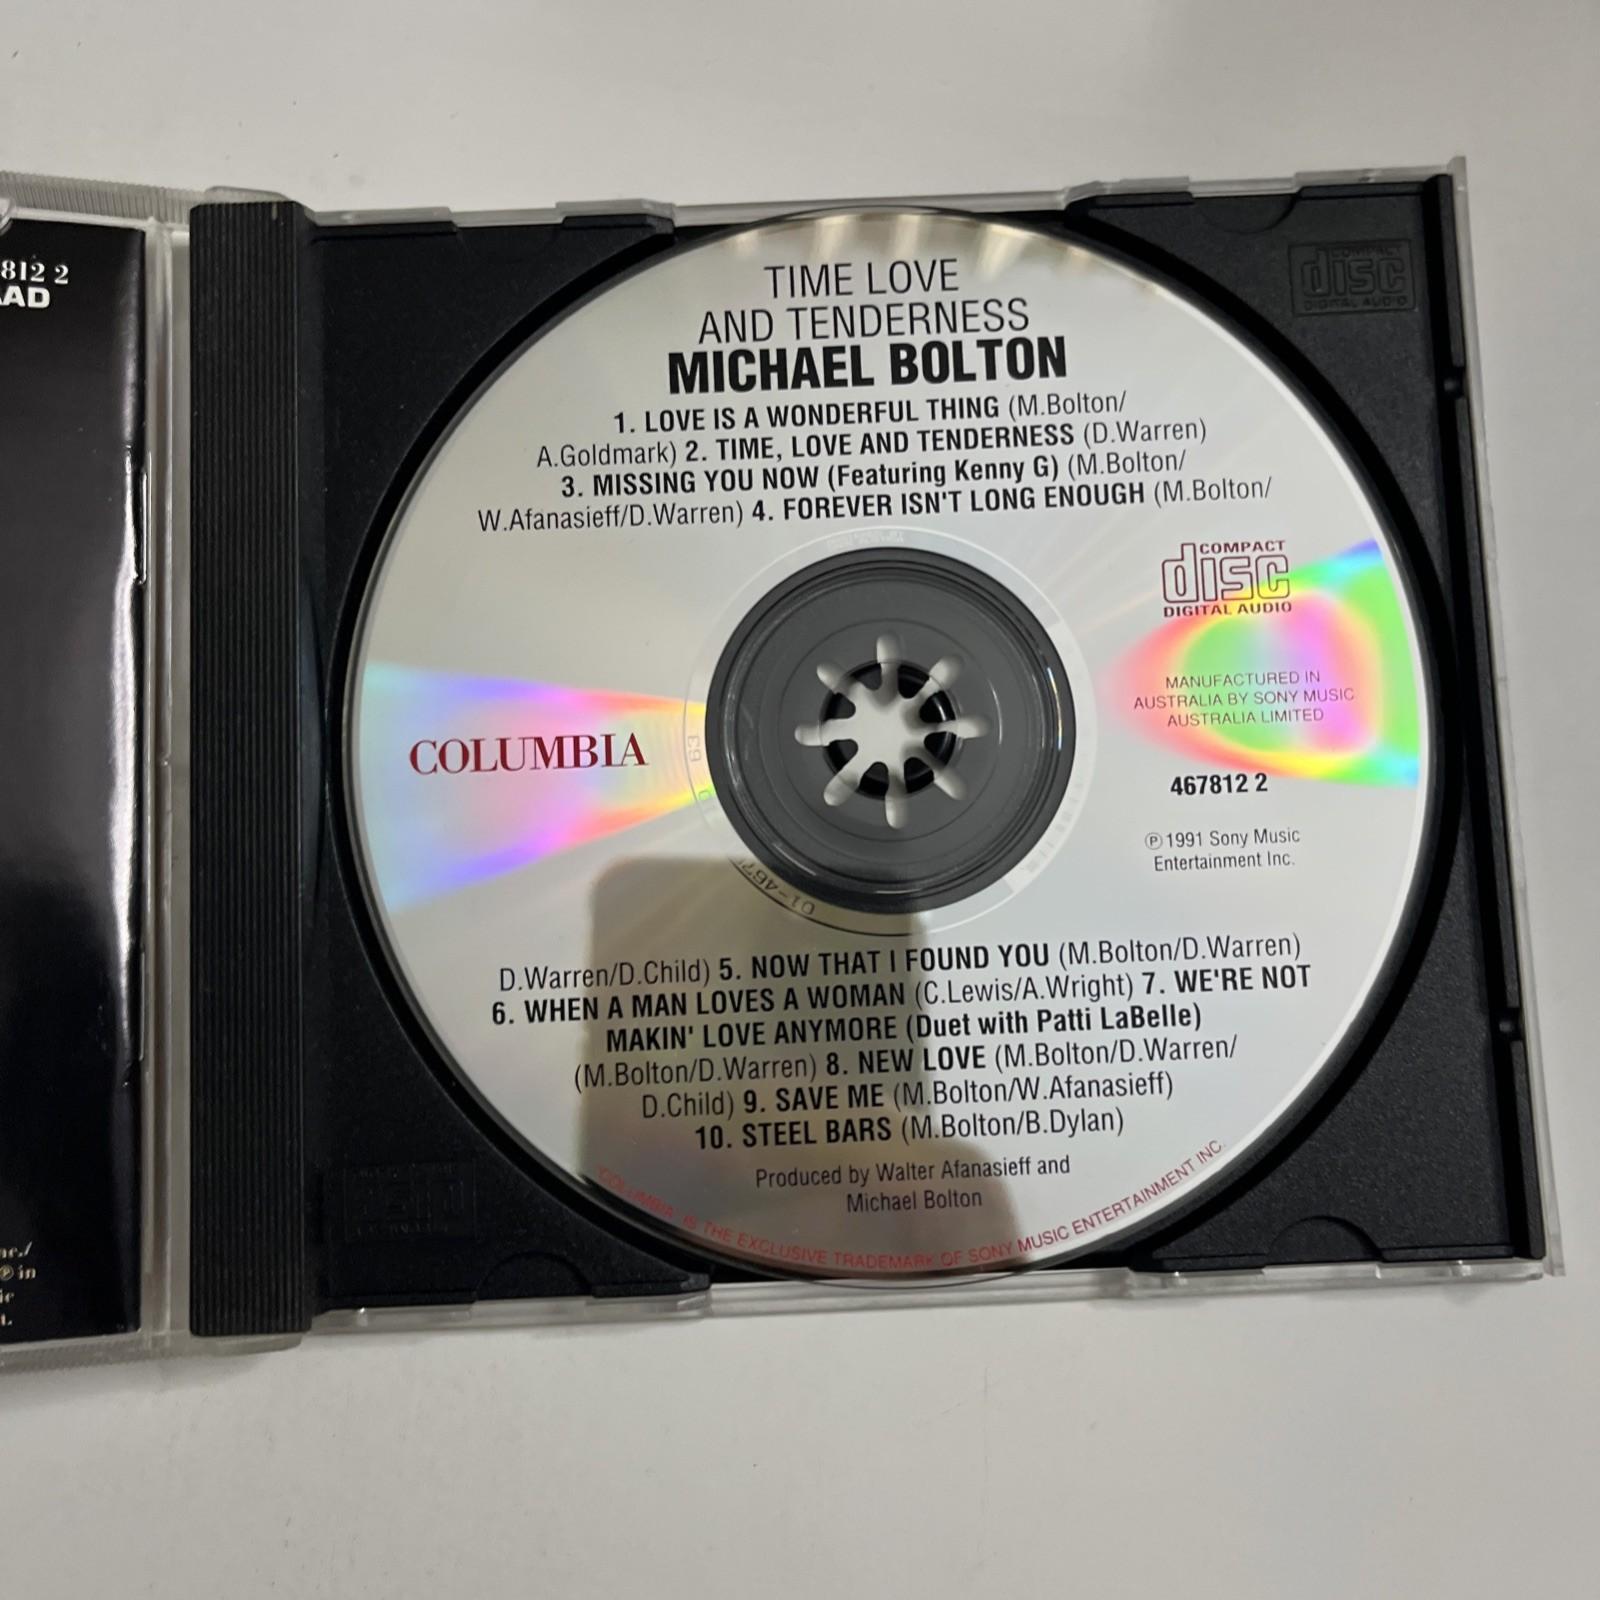 812 2
AAD
TIME LOVE
AND TENDERNESS
MICHAEL BOLTON
1. LOVE IS A WONDERFUL THING (M.Bolton/
A.Goldmark) 2. TIME, LOVE AND TENDERNESS (D.Warren)
3. MISSING YOU NOW (Featuring Kenny G) (M.Bolton/
W.Afanasieff/D.Warren) 4. FOREVER ISN'T LONG ENOUGH (M.Bolton/
COMPACT
disc
DIGITAL AUDIO
COMPACT
disc
DIGITAL AUDIO
MANUFACTURED IN
AUSTRALIA BY SONY MUSIC
AUSTRALIA LIMITED
COLUMBIA
467812 2
℗ 1991 Sony Music
Entertainment Inc.
D.Warren/D.Child) 5. NOW THAT I FOUND YOU (M.Bolton/D.Warren)
6. WHEN A MAN LOVES A WOMAN (C.Lewis/A.Wright) 7. WE'RE NOT
MAKIN' LOVE ANYMORE (Duet with Patti LaBelle)
(M.Bolton/D.Warren) 8. NEW LOVE (M.Bolton/D.Warren/
D.Child) 9. SAVE ME (M.Bolton/W.Afanasieff)
10. STEEL BARS (M.Bolton/B.Dylan)
Produced by Walter Afanasieff and
Michael Bolton
"COLUMBIA" IS THE EXCLUSIVE TRADEMARK OF SONY MUSIC ENTERTAINMENT INC.
℗ in